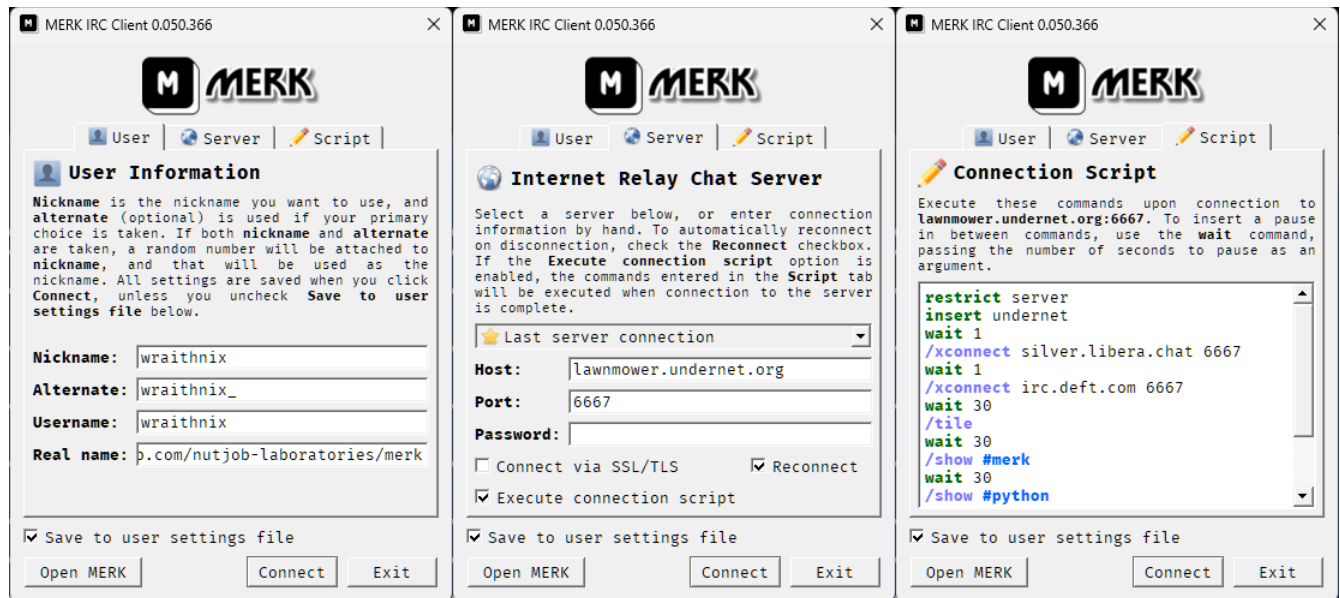 MERK IRC Client 0.050.366
M MERK
User Server Script
User Information
Nickname is the nickname you want to use, and
alternate (optional) is used if your primary
choice is taken. If both nickname and alternate
are taken, a random number will be attached to
nickname, and that will be used as the
nickname. All settings are saved when you click
Connect, unless you uncheck Save to user
settings file below.
Nickname: wraithnix
Alternate: wraithnix_
Username: wraithnix
Real name: o.com/nutjob-laboratories/merk
Save to user settings file
Open MERK Connect Exit
MERK IRC Client 0.050.366
M MERK
User Server Script
Internet Relay Chat Server
Select a server below, or enter connection
information by hand. To automatically reconnect
on disconnection, check the Reconnect checkbox.
If the Execute connection script option is
enabled, the commands entered in the Script tab
will be executed when connection to the server
is complete.
Last server connection
Host: lawnmower.undernet.org
Port: 6667
Password:
Connect via SSL/TLS Reconnect
Execute connection script
Save to user settings file
Open MERK Connect Exit
MERK IRC Client 0.050.366
M MERK
User Server Script
Connection Script
Execute these commands upon connection to
lawnmower.undernet.org:6667. To insert a pause
in between commands, use the wait command,
passing the number of seconds to pause as an
argument.
restrict server
insert undernet
wait 1
/xconnect silver.libera.chat 6667
wait 1
/xconnect irc.deft.com 6667
wait 30
/tile
wait 30
/show #merk
wait 30
/show #python
Save to user settings file
Open MERK Connect Exit